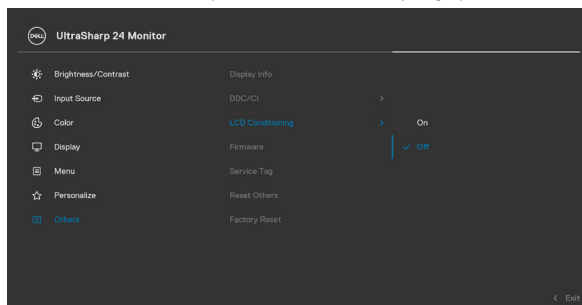 DELL UltraSharp 24 Monitor
Brightness/Contrast
Input Source
Color
Display
Menu
Personalize
Others
Display Info
DDC/CI
LCD Conditioning
Firmware
Service Tag
Reset Others
Factory Reset
On
Off
Exit